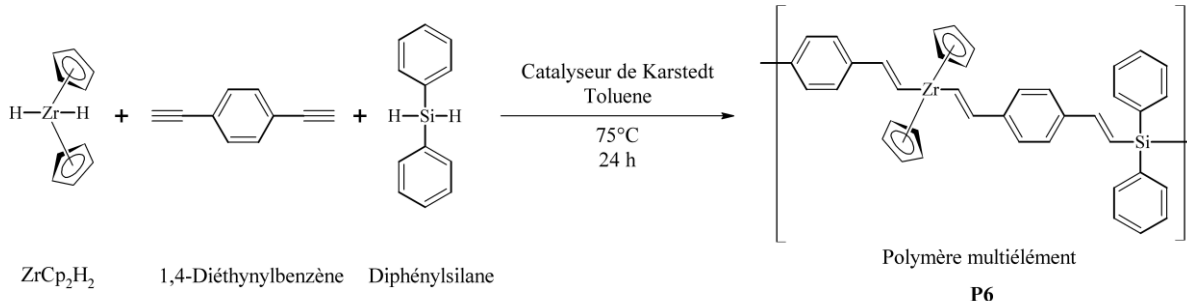 H
Zr
H
+
+
H
Si
H
Catalyseur de Karstedt
Toluene
75°C
24 h
Zr
Si
ZrCp₂H₂
1,4-Diéthynylbenzène
Diphénylsilane
Polymère multiélément
P6